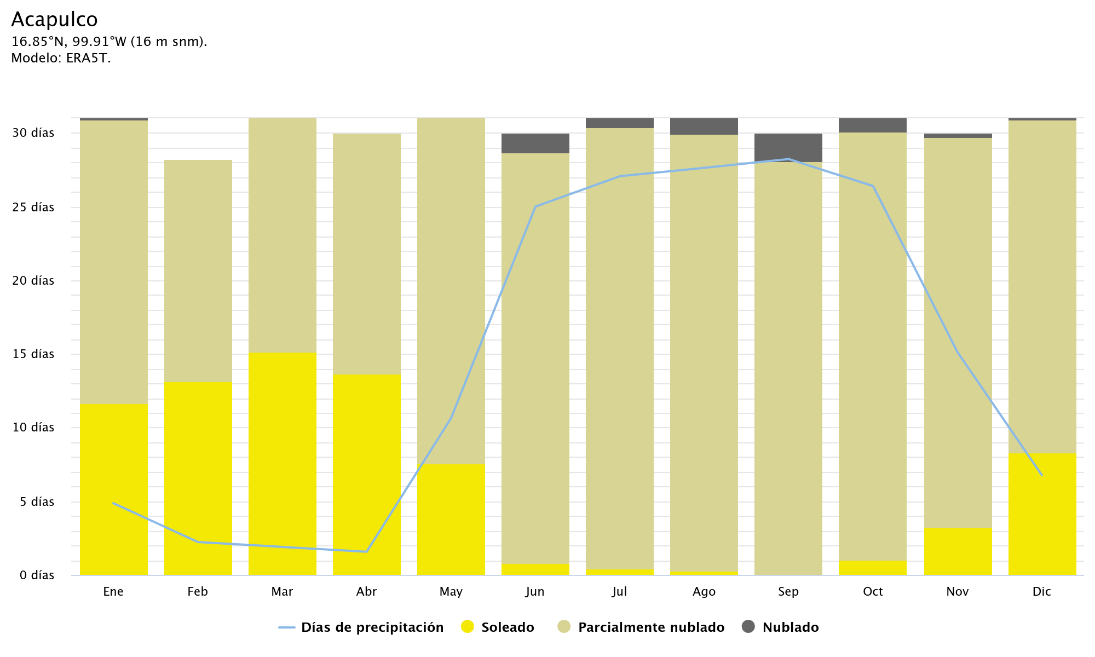 Acapulco
16.85°N, 99.91°W (16 m snm).
Modelo: ERA5T.
30 días
25 días
20 días
15 días
10 días
5 días
0 días
Ene Feb Mar Abr May Jun Jul Ago Sep Oct Nov Dic
Días de precipitación Soleado Parcialmente nublado Nublado